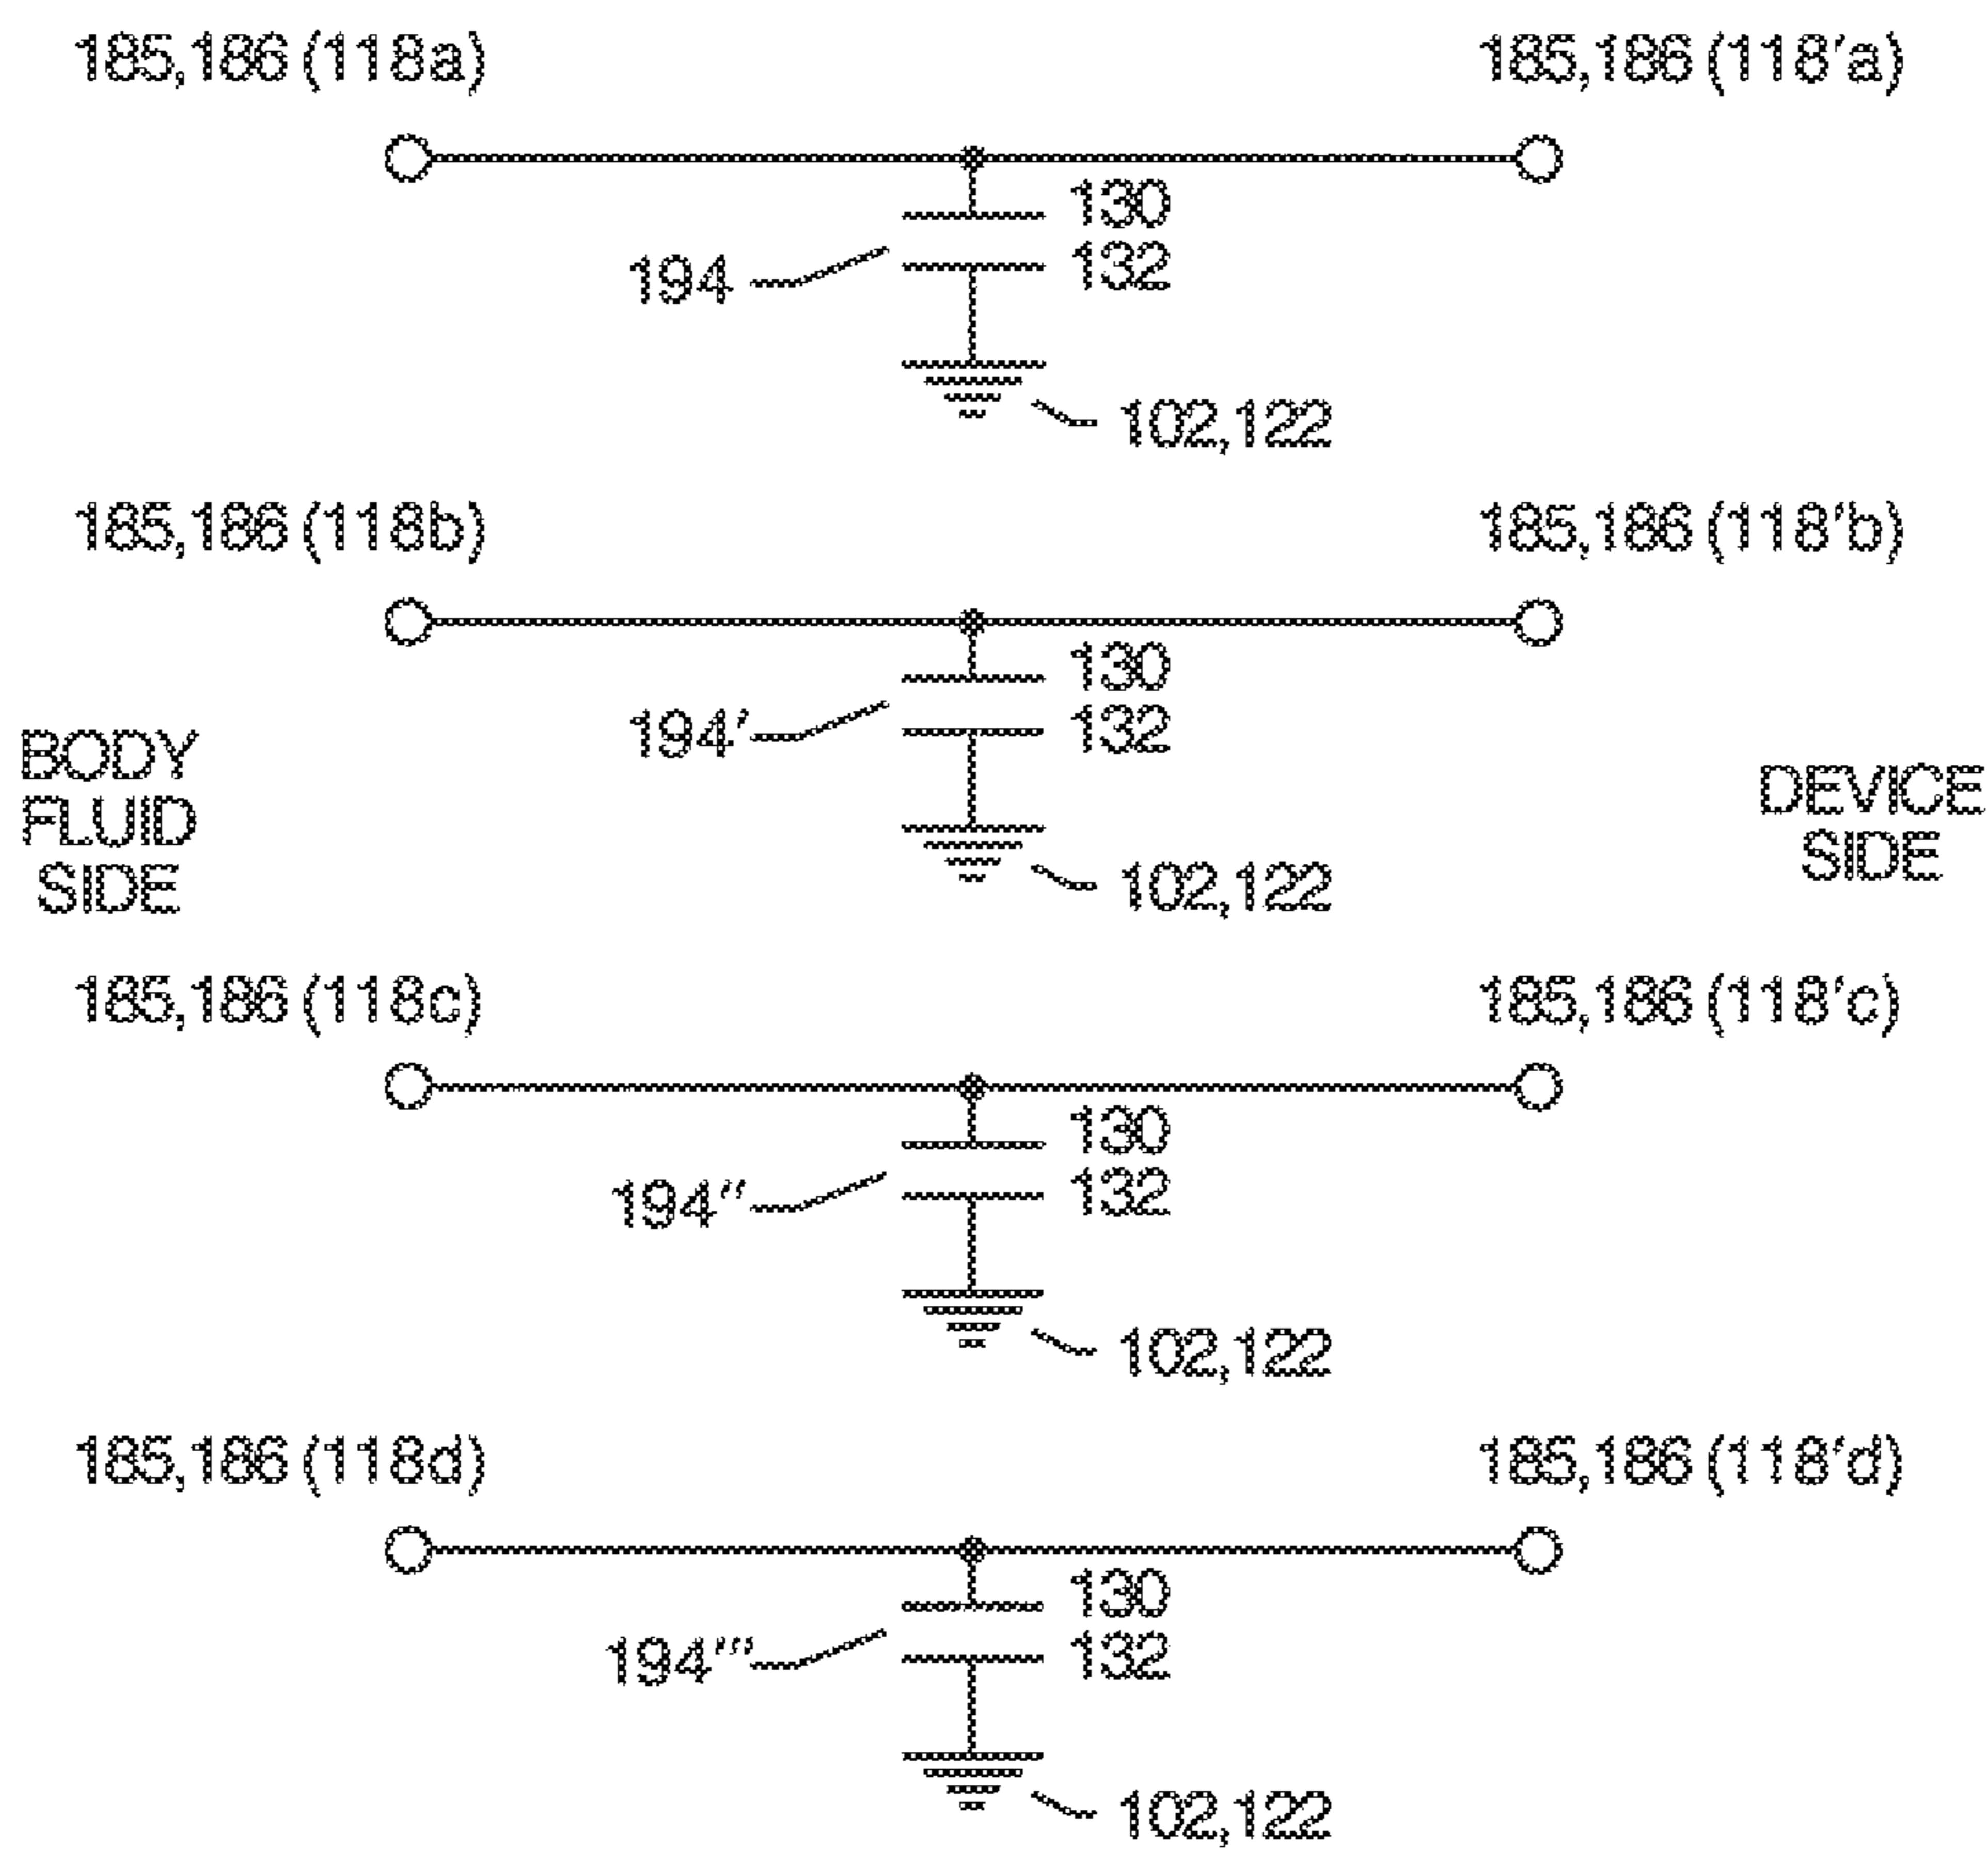 185,186 (118a)
185,186 (118'a)
130
194
132
102,122
185,186 (118b)
185,186 (118'b)
130
194'
132
BODY
FLUID
SIDE
DEVICE
SIDE
102,122
185,186 (118c)
185,186 (118'c)
130
194"
132
102,122
185,186 (118d)
185,186 (118'd)
130
194'"
132
102,122